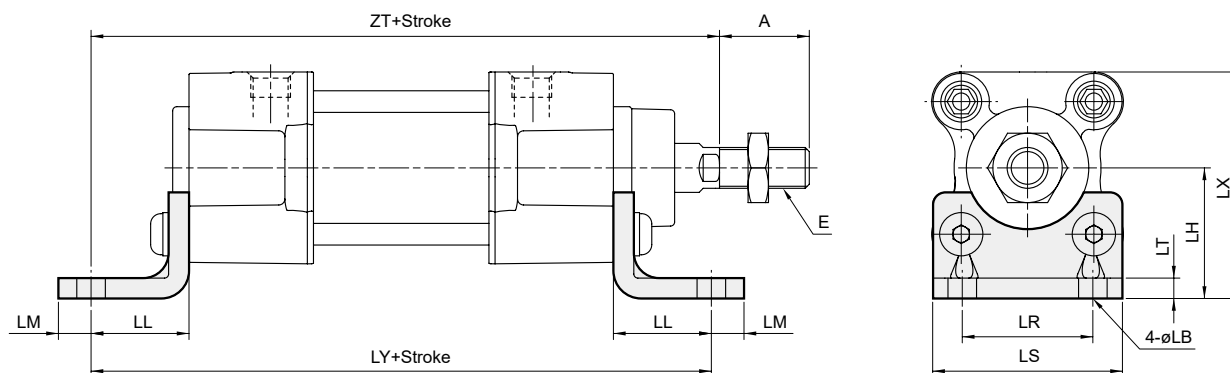 ZT+Stroke
A
E
LM
LL
LL
LM
LY+Stroke
LX
LH
LT
LR
4-øLB
LS